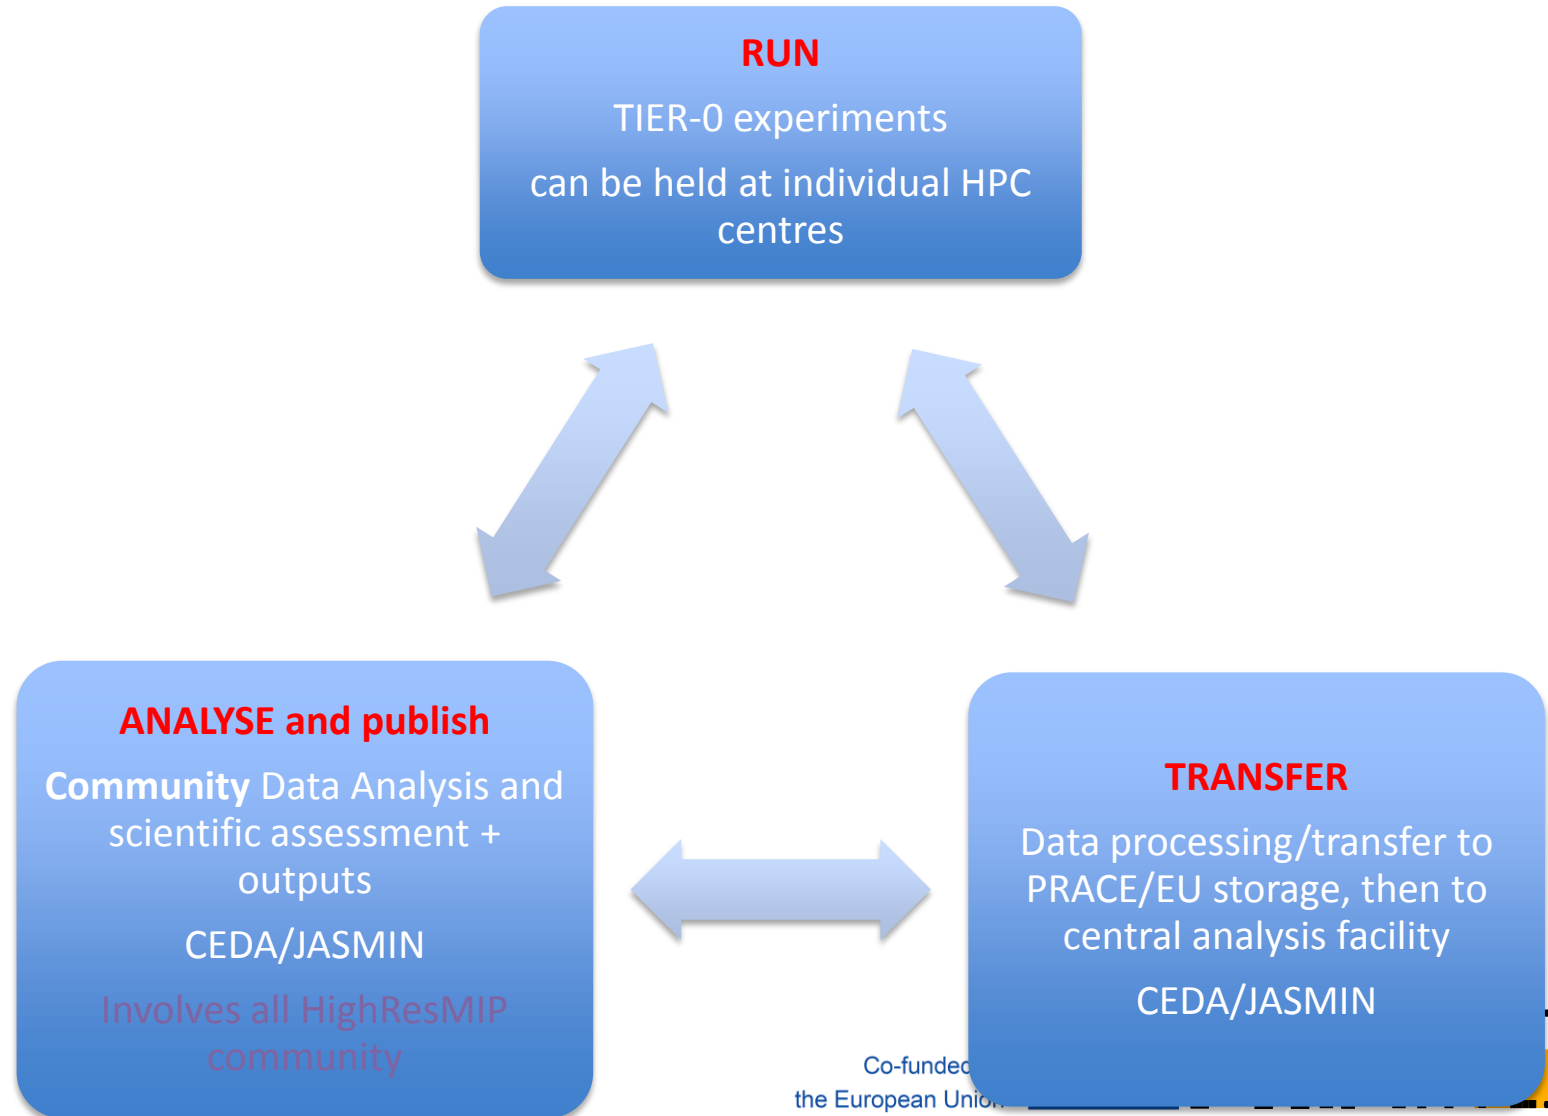 RUN
TIER-0 experiments
can be held at individual HPC
centres
ANALYSE and publish
Community Data Analysis and
scientific assessment +
outputs
CEDA/JASMIN
Involves all HighResMIP
community
TRANSFER
Data processing/transfer to
PRACE/EU storage, then to
central analysis facility
CEDA/JASMIN
Co-funded
the European Union